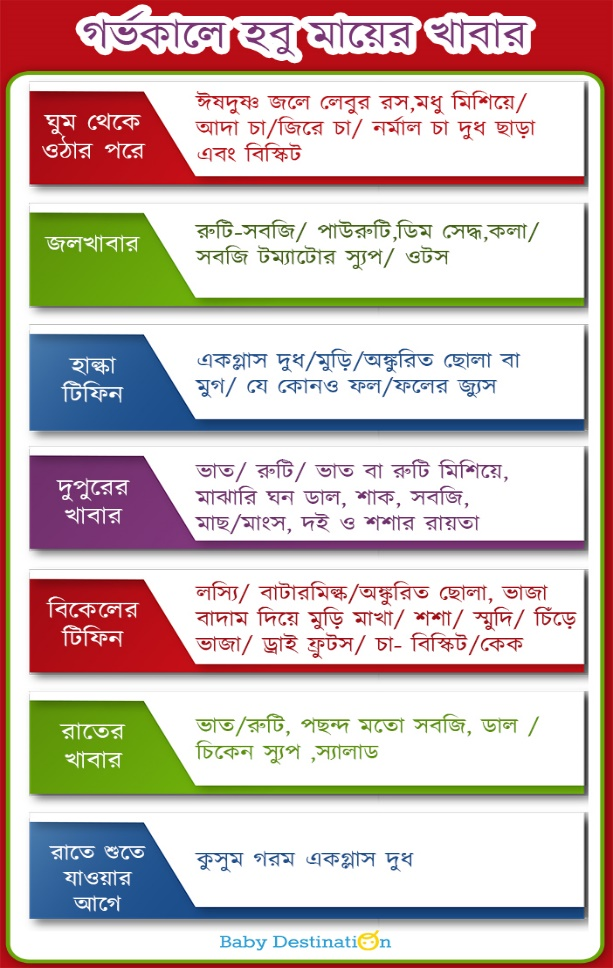 গর্ভকালে হবু মায়ের খাবার
ঘুম থেকে
ওঠার পরে
ঈষদুষ্ণ জলে লেবুর রস,মধু মিশিয়ে/
আদা চা/জিরে চা/ নর্মাল চা দুধ ছাড়া
এবং বিস্কিট
জলখাবার
রুটি-সবজি/ পাউরুটি,ডিম সেদ্ধ,কলা/
সবজি টম্যাটোর স্যুপ/ ওটস
হাল্কা
টিফিন
একগ্লাস দুধ/মুড়ি/অঙ্কুরিত ছোলা বা
মুগ/ যে কোনও ফল/ফলের জ্যুস
দুপুরের
খাবার
ভাত/ রুটি/ ভাত বা রুটি মিশিয়ে,
মাঝারি ঘন ডাল, শাক, সবজি,
মাছ/মাংস, দই ও শশার রায়তা
বিকেলের
টিফিন
লস্যি/ বাটারমিল্ক/অঙ্কুরিত ছোলা, ভাজা
বাদাম দিয়ে মুড়ি মাখা/ শশা/ স্মুদি/ চিঁড়ে
ভাজা/ ড্রাই ফ্রুটস/ চা- বিস্কিট/কেক
রাতের
খাবার
ভাত/রুটি, পছন্দ মতো সবজি, ডাল /
চিকেন স্যুপ ,স্যালাড
রাতে শুতে
যাওয়ার
আগে
কুসুম গরম একগ্লাস দুধ
Baby Destination